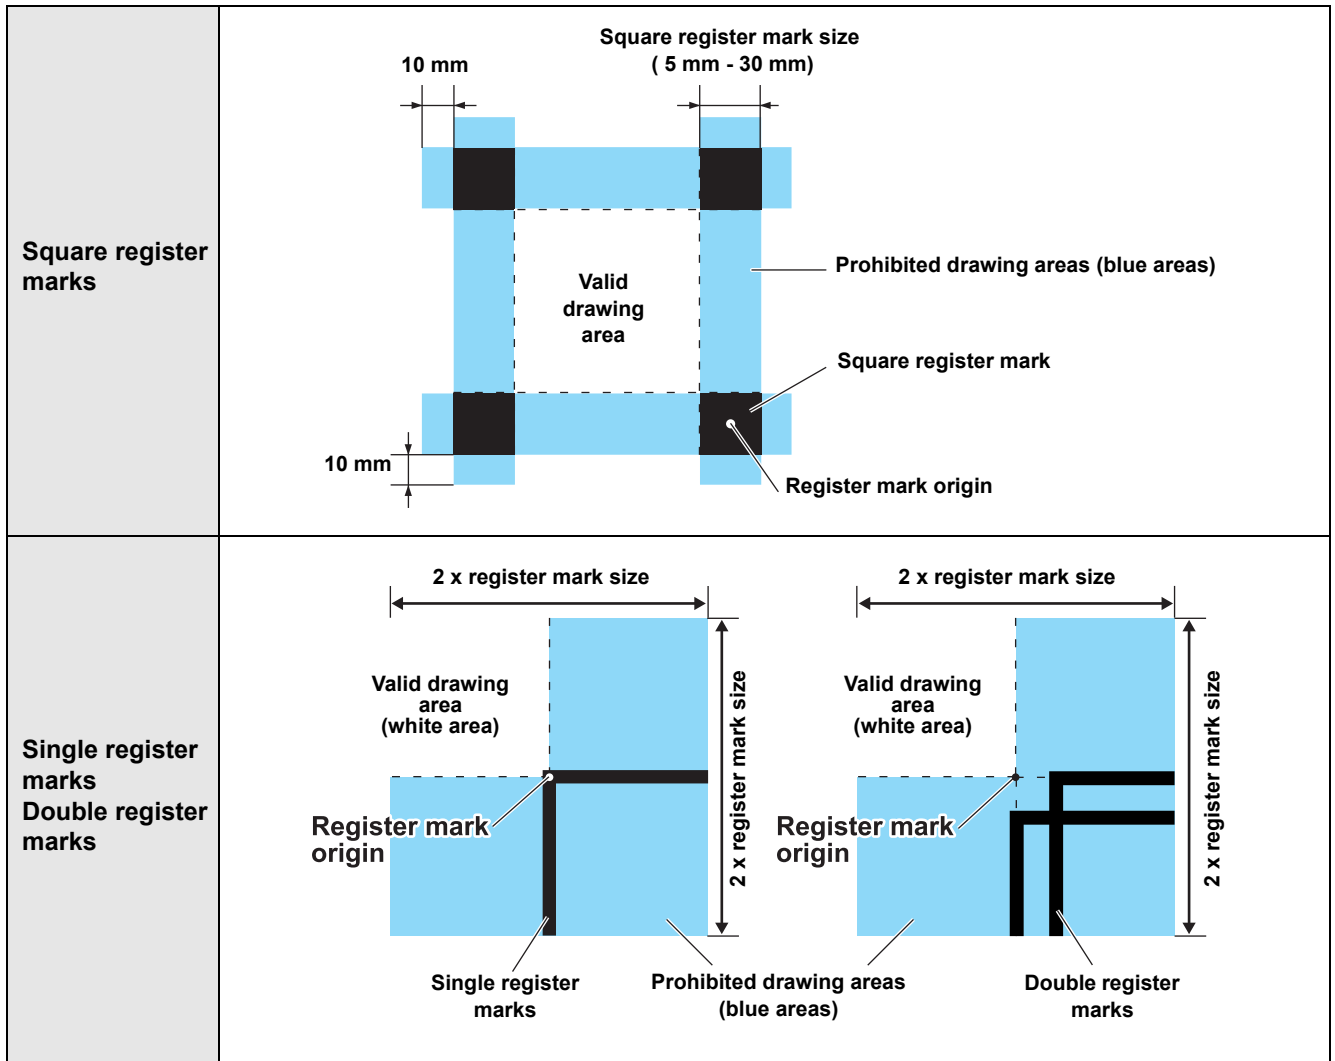 Square register
marks
Square register mark size
( 5 mm - 30 mm)
10 mm
Valid
drawing
area
Prohibited drawing areas (blue areas)
Square register mark
10 mm
Register mark origin
Single register
marks
Double register
marks
2 x register mark size
Valid drawing
area
(white area)
2 x register mark size
Register mark
origin
Single register
marks
Prohibited drawing areas
(blue areas)
2 x register mark size
Valid drawing
area
(white area)
2 x register mark size
Register mark
origin
Double register
marks